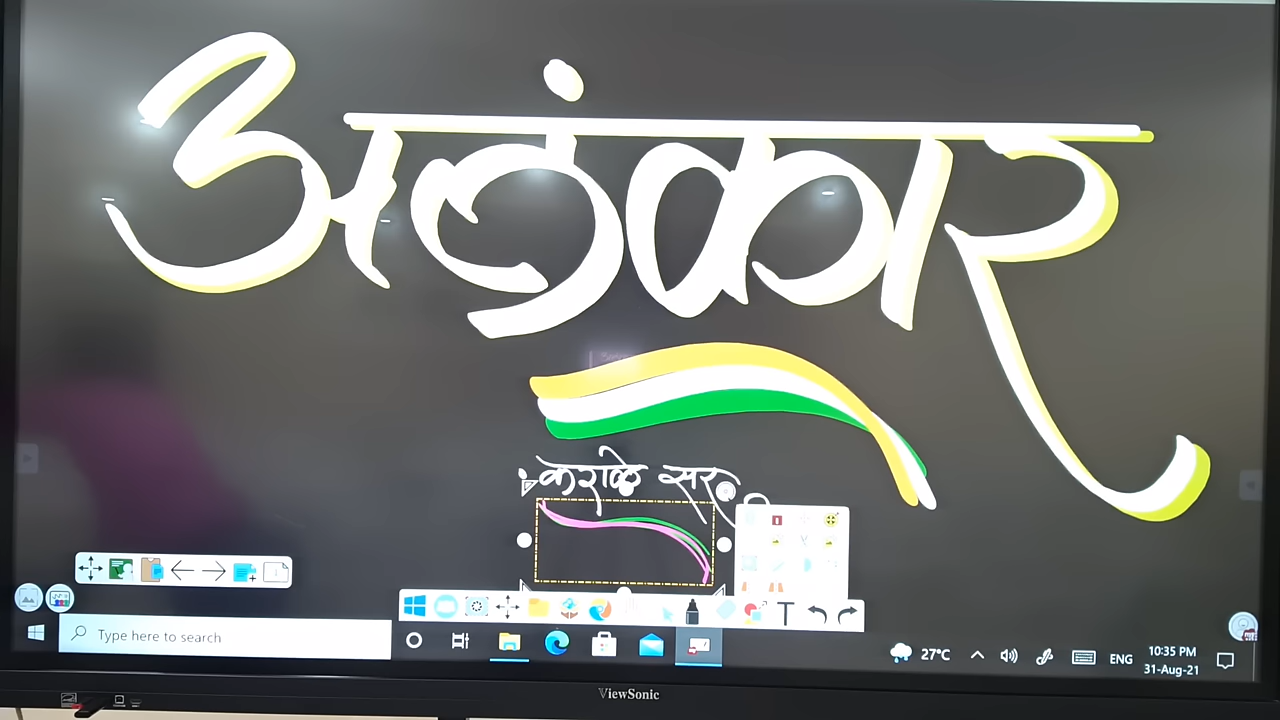 अलंकार
कराळे सर
Type here to search
27°C
ENG
10:35 PM
31-Aug-21
ViewSonic